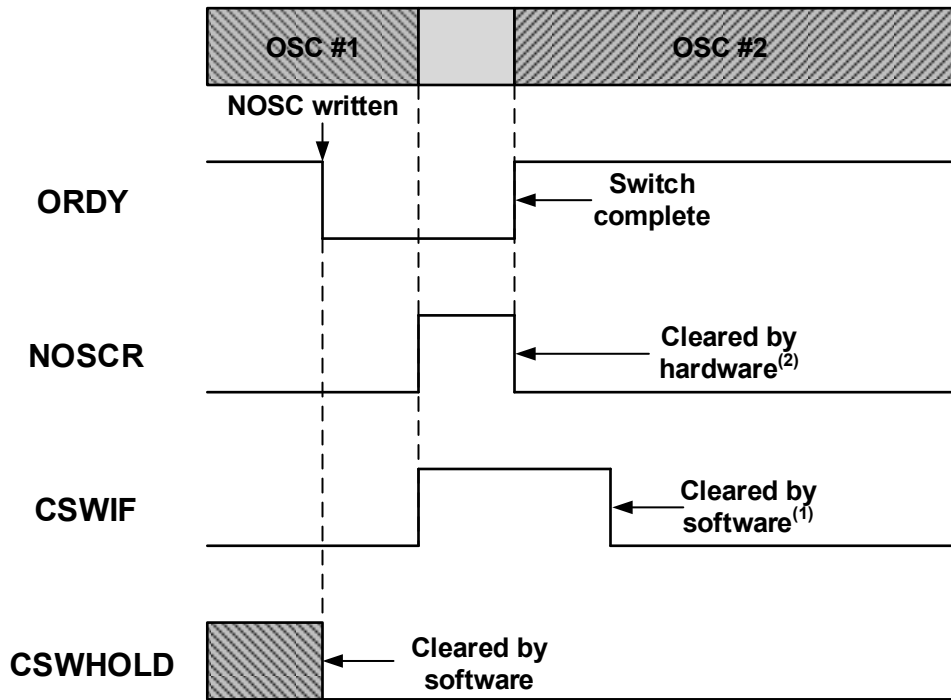 OSC #1
OSC #2
NOSC written
ORDY
Switch
complete
NOSCR
Cleared by
hardware(2)
CSWIF
Cleared by
software(1)
CSWHOLD
Cleared by
software